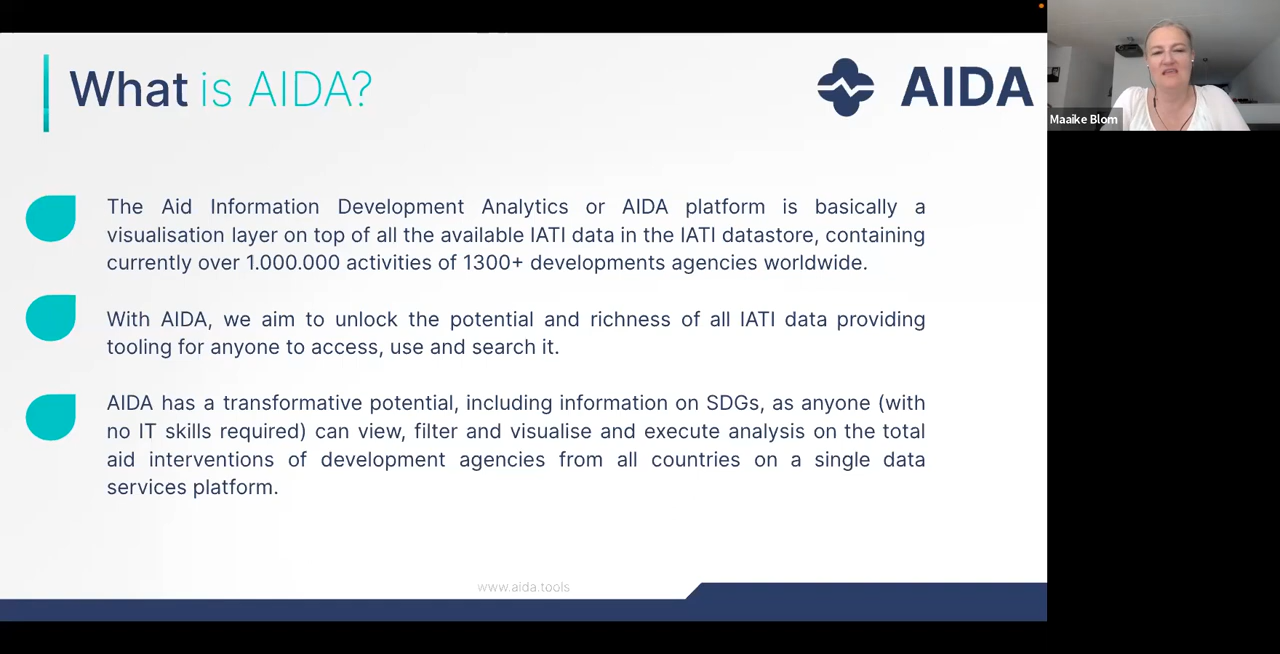 What is AIDA?
AIDA
Maaike Blom
The Aid Information Development Analytics or AIDA platform is basically a
visualisation layer on top of all the available IATI data in the IATI datastore, containing
currently over 1.000.000 activities of 1300+ developments agencies worldwide.
With AIDA, we aim to unlock the potential and richness of all IATI data providing
tooling for anyone to access, use and search it.
AIDA has a transformative potential, including information on SDGs, as anyone (with
no IT skills required) can view, filter and visualise and execute analysis on the total
aid interventions of development agencies from all countries on a single data
services platform.
www.aida.tools